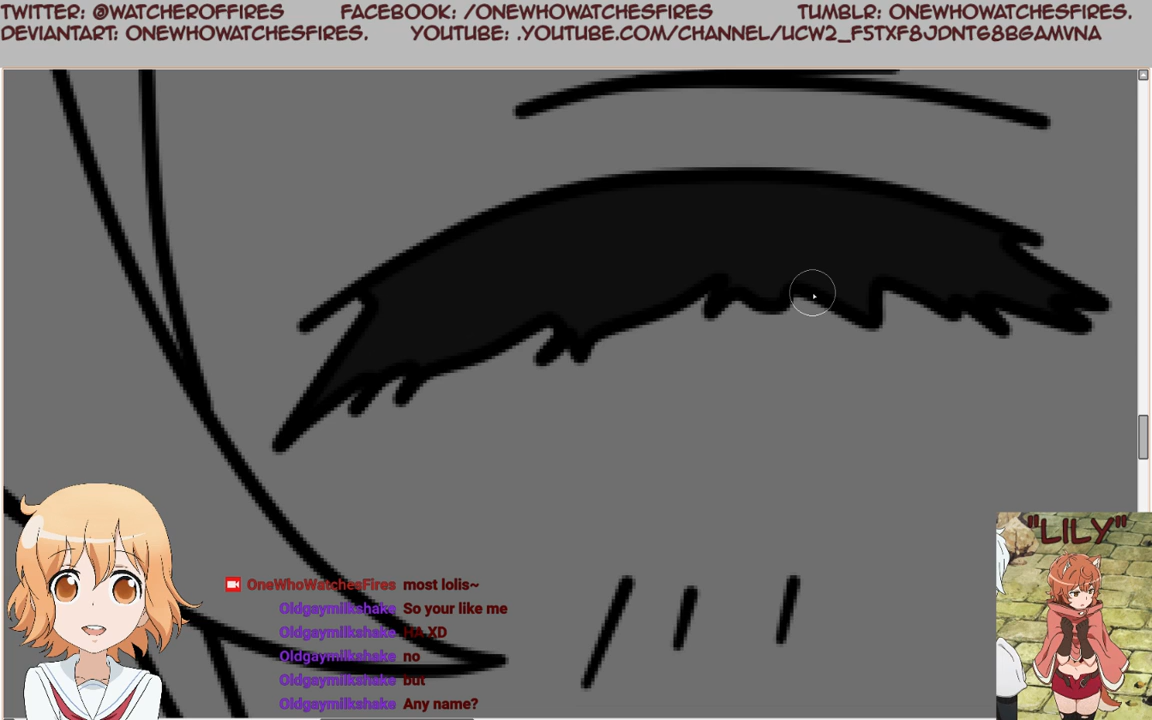 TWITTER: @WATCHEROFFIRES FACEBOOK: /ONEWHOWATCHESFIRES TUMBLR: ONEWHOWATCHESFIRES.
DEVIANTART: ONEWHOWATCHESFIRES. YOUTUBE: .YOUTUBE.COM/CHANNEL/UCW2_F5TXF8JDNTG8BGAMVNA
"LILY"
OneWhoWatchesFires most lolis~
Oldgaymilkshake So your like me
Oldgaymilkshake HA XD
Oldgaymilkshake no
Oldgaymilkshake but
Oldgaymilkshake Any name?